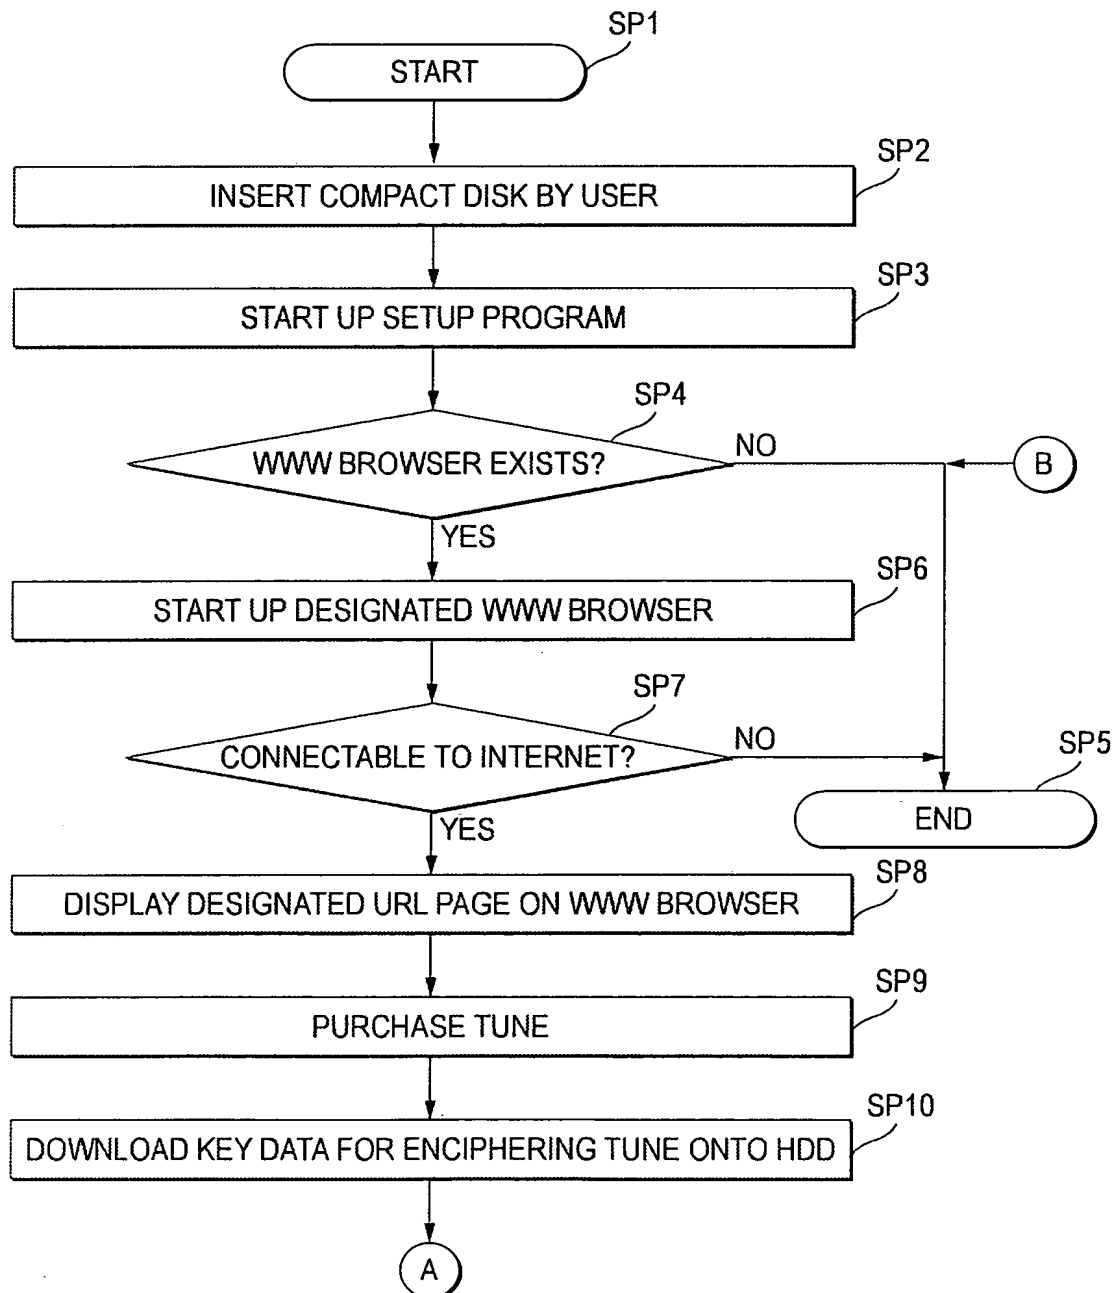 SP1
START
SP2
INSERT COMPACT DISK BY USER
SP3
START UP SETUP PROGRAM
SP4
WWW BROWSER EXISTS?
NO
B
YES
SP6
START UP DESIGNATED WWW BROWSER
SP7
CONNECTABLE TO INTERNET?
NO
SP5
END
YES
SP8
DISPLAY DESIGNATED URL PAGE ON WWW BROWSER
SP9
PURCHASE TUNE
SP10
DOWNLOAD KEY DATA FOR ENCIPHERING TUNE ONTO HDD
A